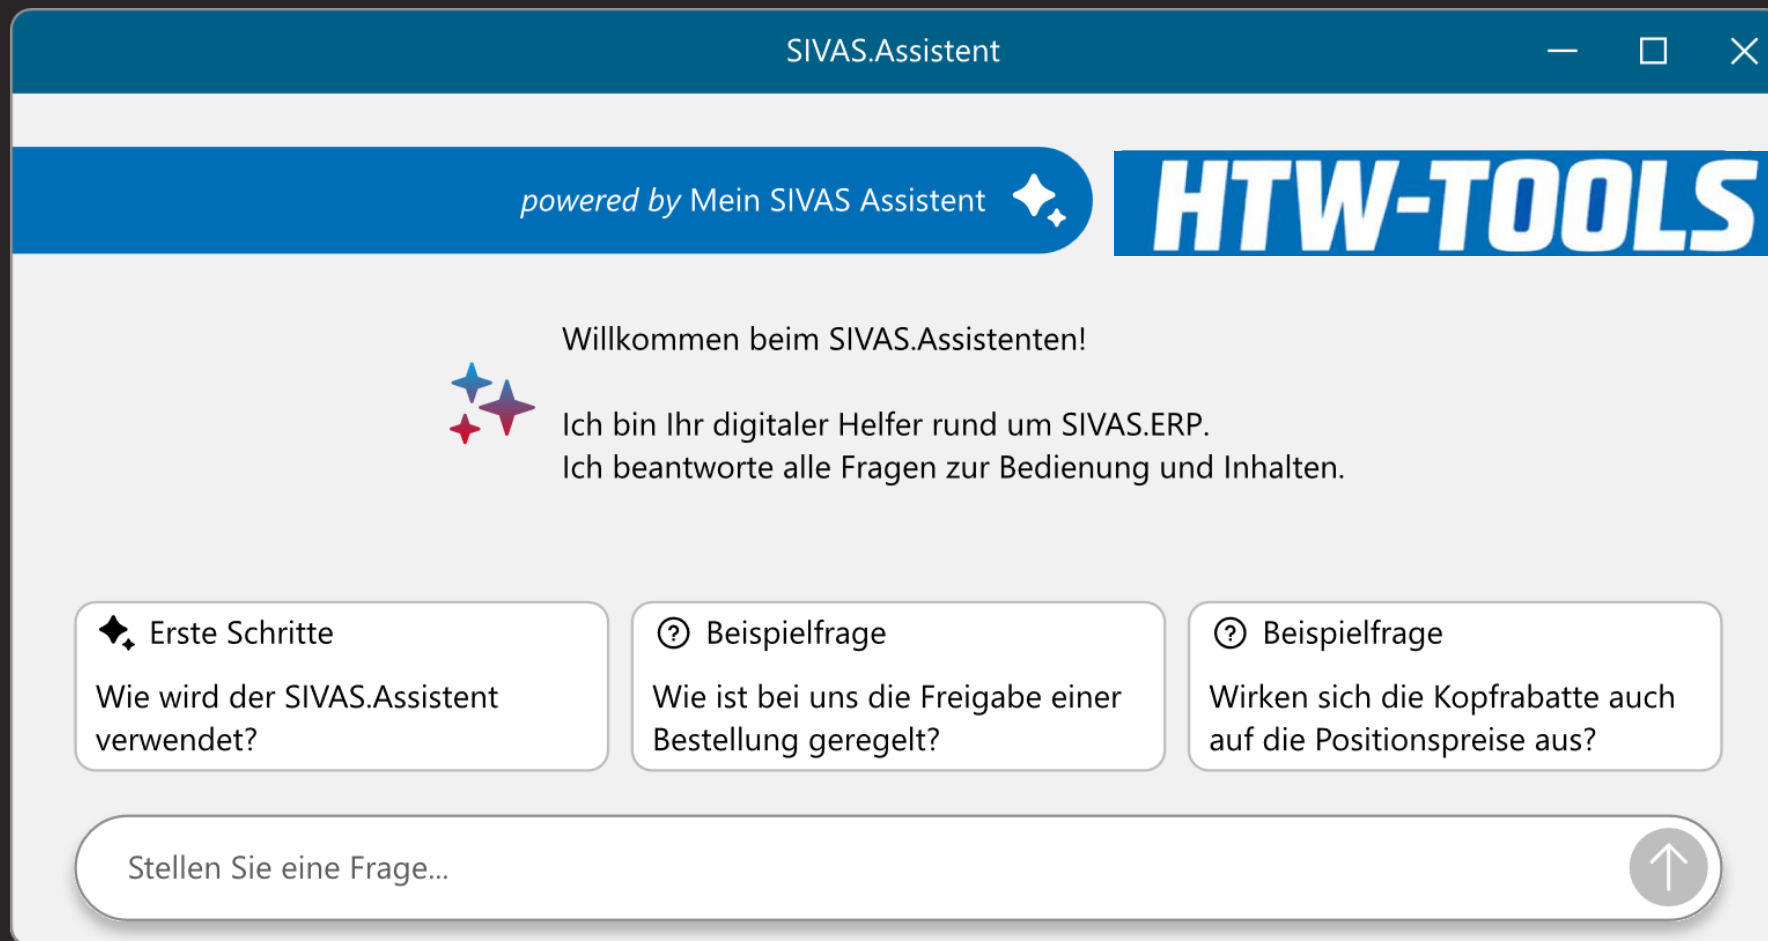 SIVAS.Assistent
powered by Mein SIVAS Assistent
HTW-TOOLS
Willkommen beim SIVAS.Assistenten!
Ich bin Ihr digitaler Helfer rund um SIVAS.ERP.
Ich beantworte alle Fragen zur Bedienung und Inhalten.
Erste Schritte
Wie wird der SIVAS.Assistent
verwendet?
Beispielfrage
Wie ist bei uns die Freigabe einer
Bestellung geregelt?
Beispielfrage
Wirken sich die Kopfrabatte auch
auf die Positionspreise aus?
Stellen Sie eine Frage...